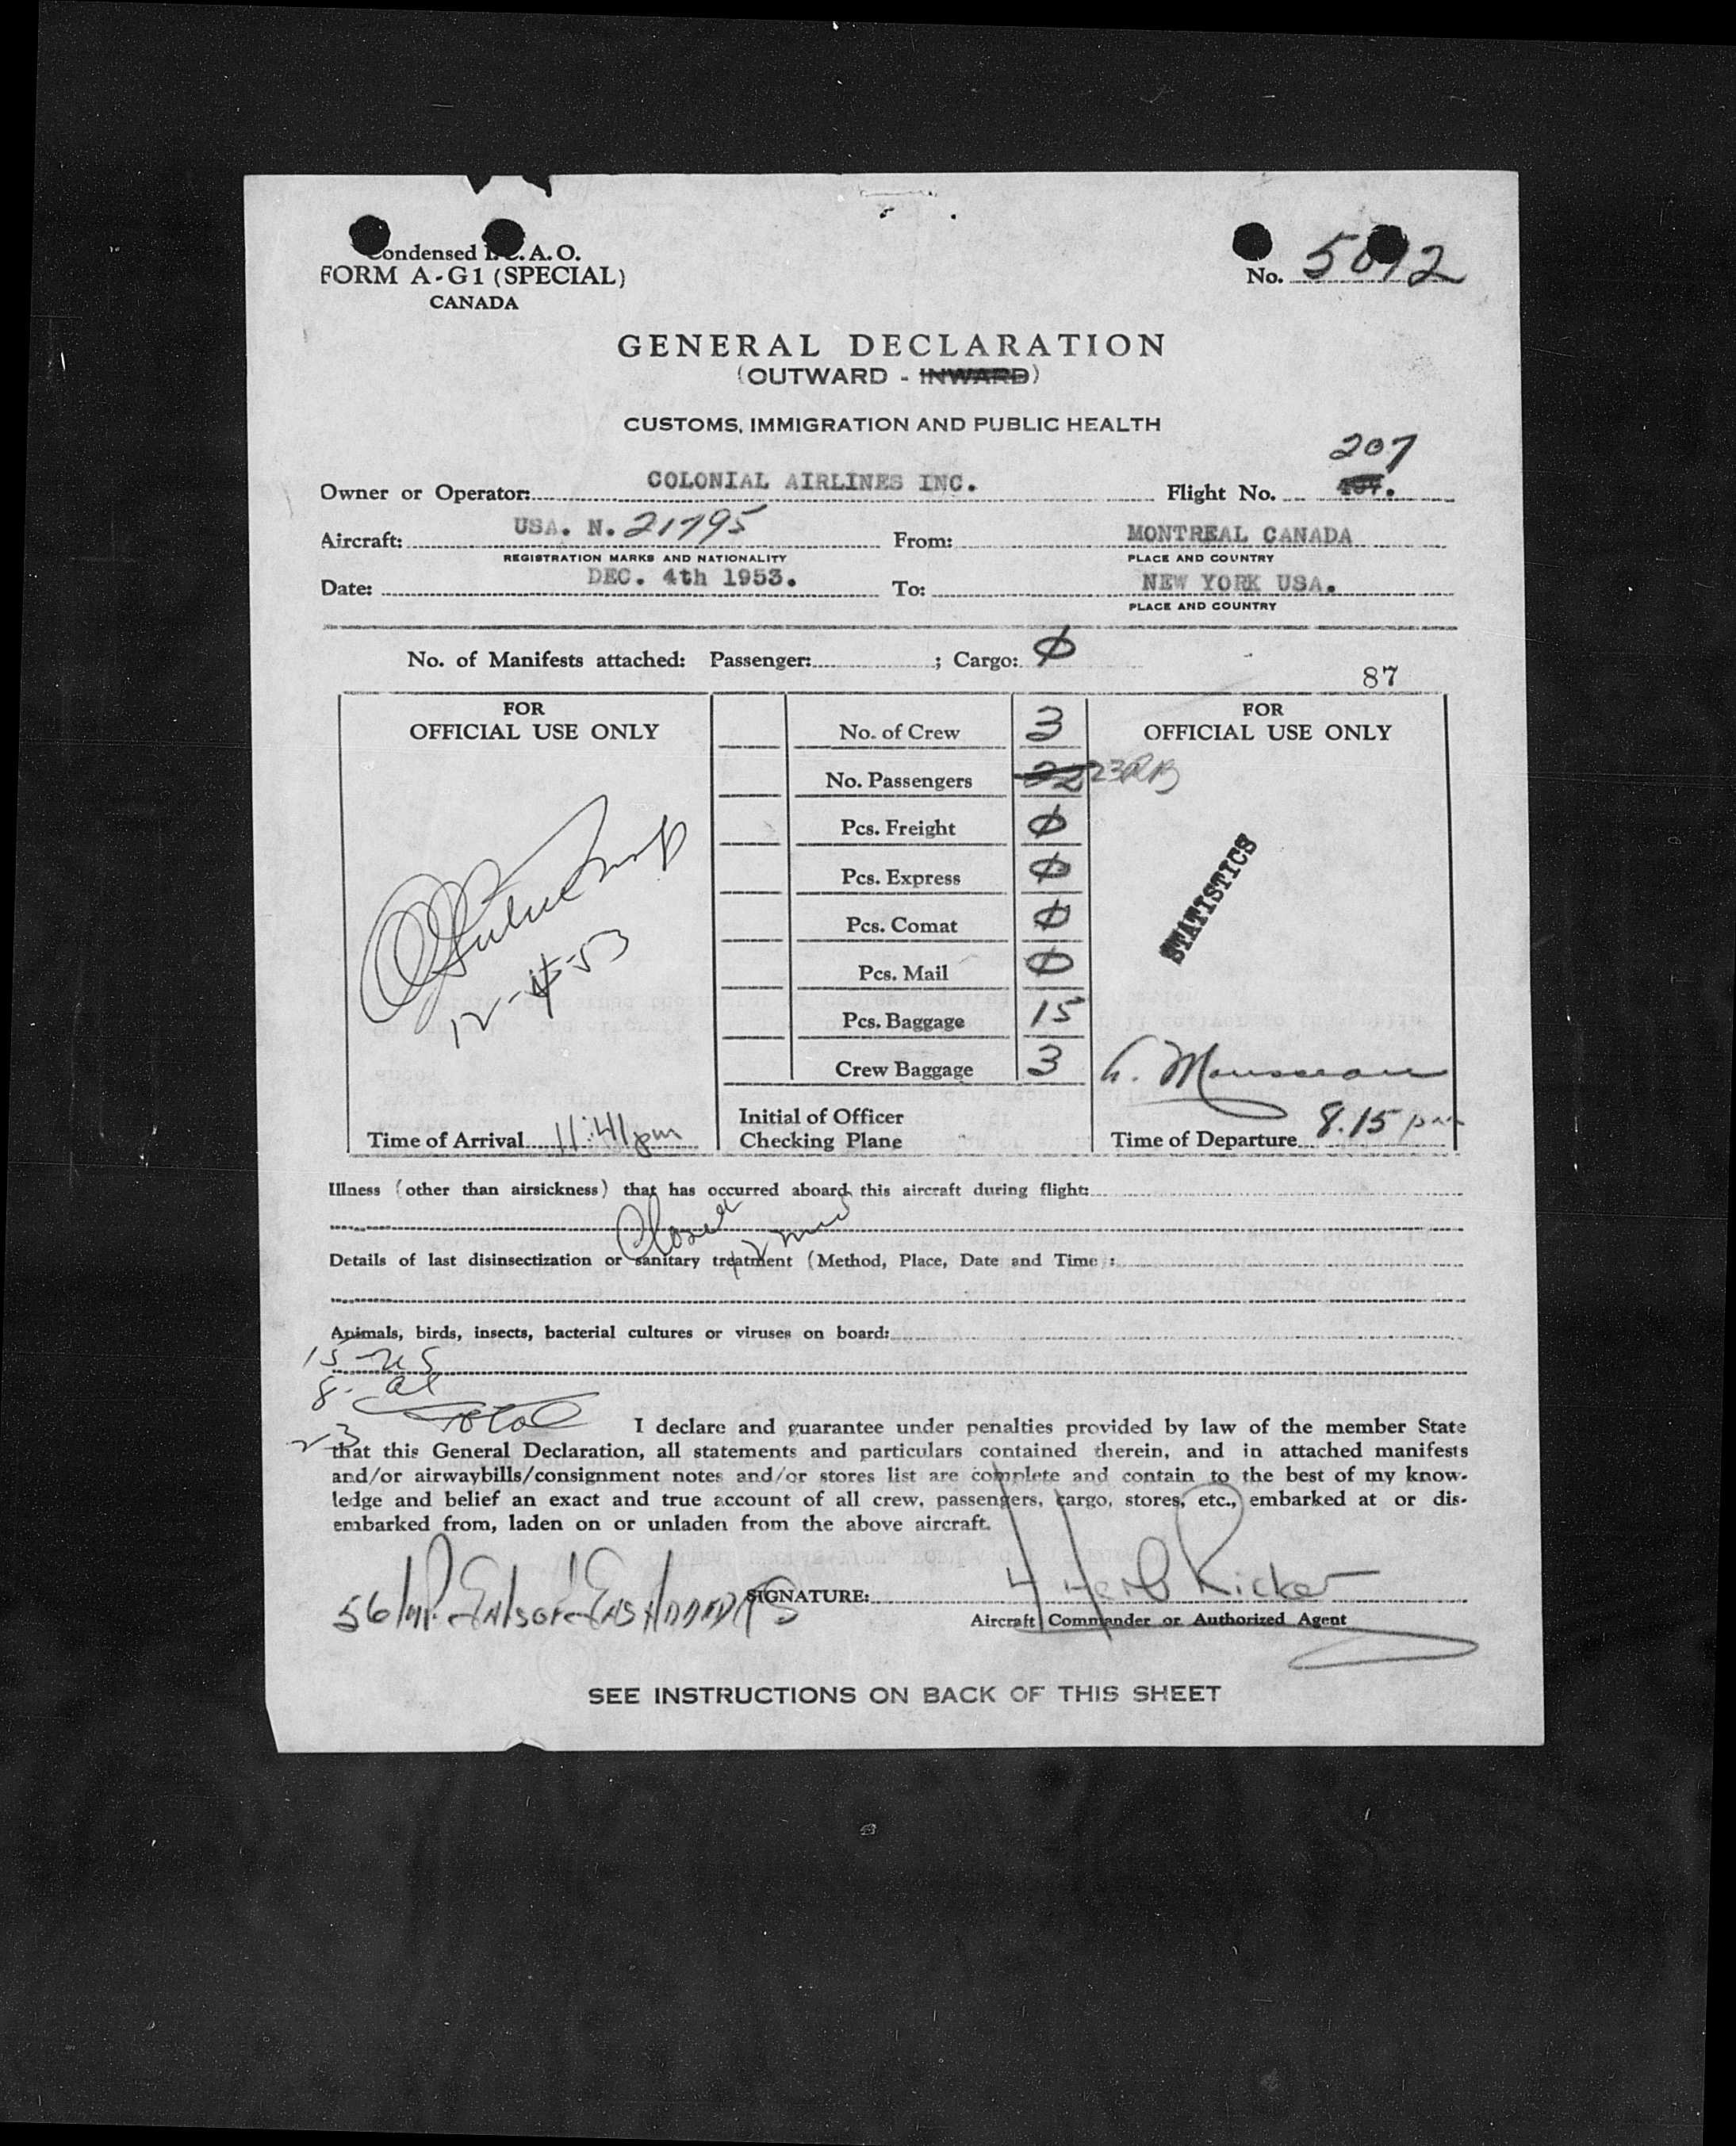 Condensed I.C.A.O.
FORM A-G1 (SPECIAL)
CANADA
No. 5092
GENERAL DECLARATION
(OUTWARD - INWARD)
CUSTOMS, IMMIGRATION AND PUBLIC HEALTH
207
Owner or Operator: COLONIAL AIRLINES INC. Flight No.
Aircraft: USA. N. 21795 From: MONTREAL CANADA
REGISTRATION MARKS AND NATIONALITY PLACE AND COUNTRY
Date: DEC. 4th 1953. To: NEW YORK USA.
PLACE AND COUNTRY
No. of Manifests attached: Passenger: ; Cargo: Ø
87
FOR
OFFICIAL USE ONLY
12-4-53
Time of Arrival 11:41pm
No. of Crew 3
No. Passengers 22 23 RB
Pcs. Freight Ø
Pcs. Express Ø
Pcs. Comat Ø
Pcs. Mail Ø
Pcs. Baggage 15
Crew Baggage 3
Initial of Officer
Checking Plane
FOR
OFFICIAL USE ONLY
STATISTICS
Mousseau
Time of Departure 8.15 pm
Illness (other than airsickness) that has occurred aboard this aircraft during flight:
Closed
Details of last disinsectization or sanitary treatment (Method, Place, Date and Time :
Animals, birds, insects, bacterial cultures or viruses on board:
15 - US
8 - al
23 Total
I declare and guarantee under penalties provided by law of the member State
that this General Declaration, all statements and particulars contained therein, and in attached manifests
and/or airwaybills/consignment notes and/or stores list are complete and contain to the best of my know-
ledge and belief an exact and true account of all crew, passengers, cargo, stores, etc., embarked at or dis-
embarked from, laden on or unladen from the above aircraft.
SIGNATURE: Herb Ricker
Aircraft Commander or Authorized Agent
SEE INSTRUCTIONS ON BACK OF THIS SHEET